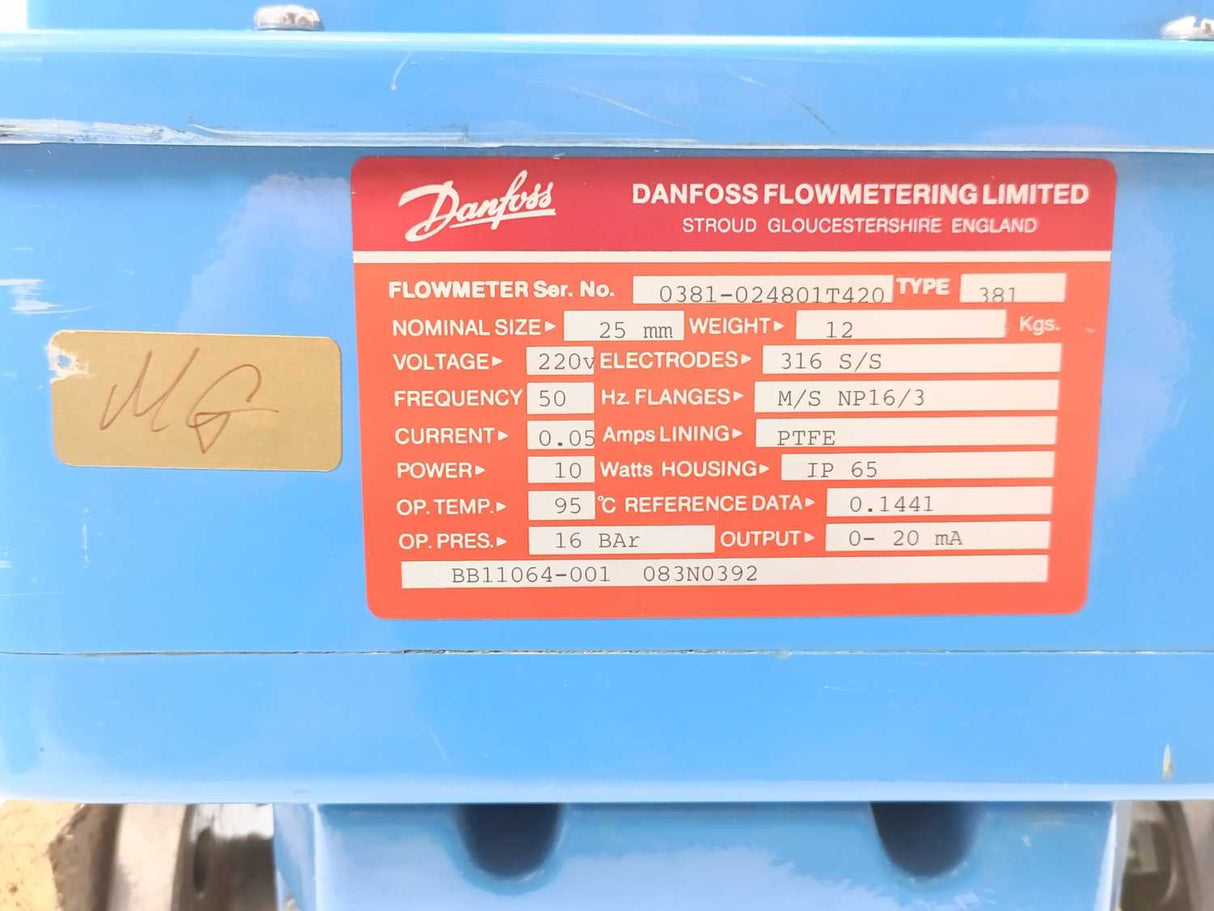 Danfoss DANFOSS FLOWMETERING LIMITED
STROUD GLOUCESTERSHIRE ENGLAND
FLOWMETER Ser. No. 0381-024801T420 TYPE 381
NOMINAL SIZE▸ 25 mm WEIGHT▸ 12 Kgs.
VOLTAGE▸ 220v ELECTRODES▸ 316 S/S
FREQUENCY 50 Hz. FLANGES▸ M/S NP16/3
CURRENT▸ 0.05 Amps LINING▸ PTFE
POWER▸ 10 Watts HOUSING▸ IP 65
OP. TEMP.▸ 95 °C REFERENCE DATA▸ 0.1441
OP. PRES.▸ 16 BAr OUTPUT▸ 0- 20 mA
BB11064-001 083N0392
MG